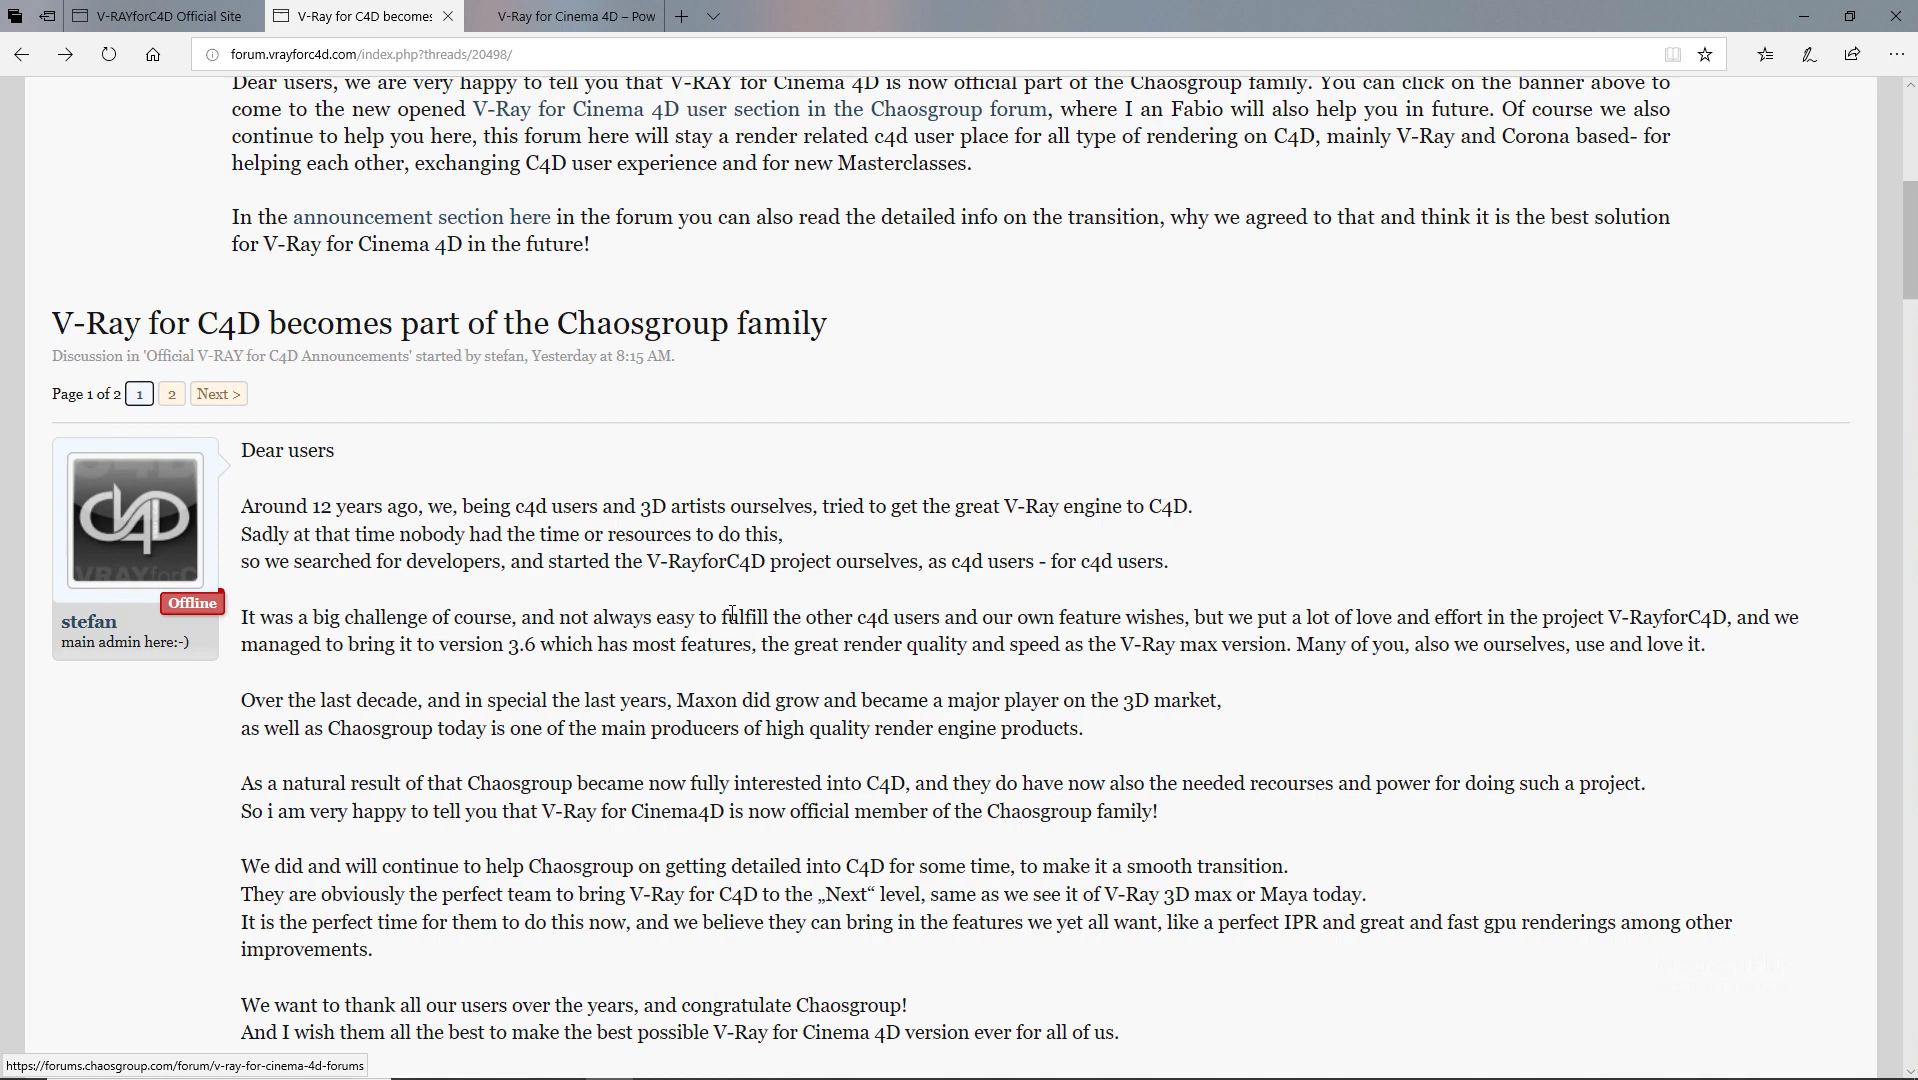 V-RAYforC4D Official Site
V-Ray for C4D becomes
V-Ray for Cinema 4D – Pow
forum.vrayforc4d.com/index.php?threads/20498/
Dear users, we are very happy to tell you that V-RAY for Cinema 4D is now official part of the Chaosgroup family. You can click on the banner above to
come to the new opened V-Ray for Cinema 4D user section in the Chaosgroup forum, where I an Fabio will also help you in future. Of course we also
continue to help you here, this forum here will stay a render related c4d user place for all type of rendering on C4D, mainly V-Ray and Corona based- for
helping each other, exchanging C4D user experience and for new Masterclasses.
In the announcement section here in the forum you can also read the detailed info on the transition, why we agreed to that and think it is the best solution
for V-Ray for Cinema 4D in the future!
V-Ray for C4D becomes part of the Chaosgroup family
Discussion in 'Official V-RAY for C4D Announcements' started by stefan, Yesterday at 8:15 AM.
Page 1 of 2 1 2 Next >
Dear users
Around 12 years ago, we, being c4d users and 3D artists ourselves, tried to get the great V-Ray engine to C4D.
Sadly at that time nobody had the time or resources to do this,
so we searched for developers, and started the V-RayforC4D project ourselves, as c4d users - for c4d users.
Offline
stefan
main admin here:-)
It was a big challenge of course, and not always easy to fulfill the other c4d users and our own feature wishes, but we put a lot of love and effort in the project V-RayforC4D, and we
managed to bring it to version 3.6 which has most features, the great render quality and speed as the V-Ray max version. Many of you, also we ourselves, use and love it.
Over the last decade, and in special the last years, Maxon did grow and became a major player on the 3D market,
as well as Chaosgroup today is one of the main producers of high quality render engine products.
As a natural result of that Chaosgroup became now fully interested into C4D, and they do have now also the needed recourses and power for doing such a project.
So i am very happy to tell you that V-Ray for Cinema4D is now official member of the Chaosgroup family!
We did and will continue to help Chaosgroup on getting detailed into C4D for some time, to make it a smooth transition.
They are obviously the perfect team to bring V-Ray for C4D to the „Next“ level, same as we see it of V-Ray 3D max or Maya today.
It is the perfect time for them to do this now, and we believe they can bring in the features we yet all want, like a perfect IPR and great and fast gpu renderings among other
improvements.
We want to thank all our users over the years, and congratulate Chaosgroup!
And I wish them all the best to make the best possible V-Ray for Cinema 4D version ever for all of us.
https://forums.chaosgroup.com/forum/v-ray-for-cinema-4d-forums